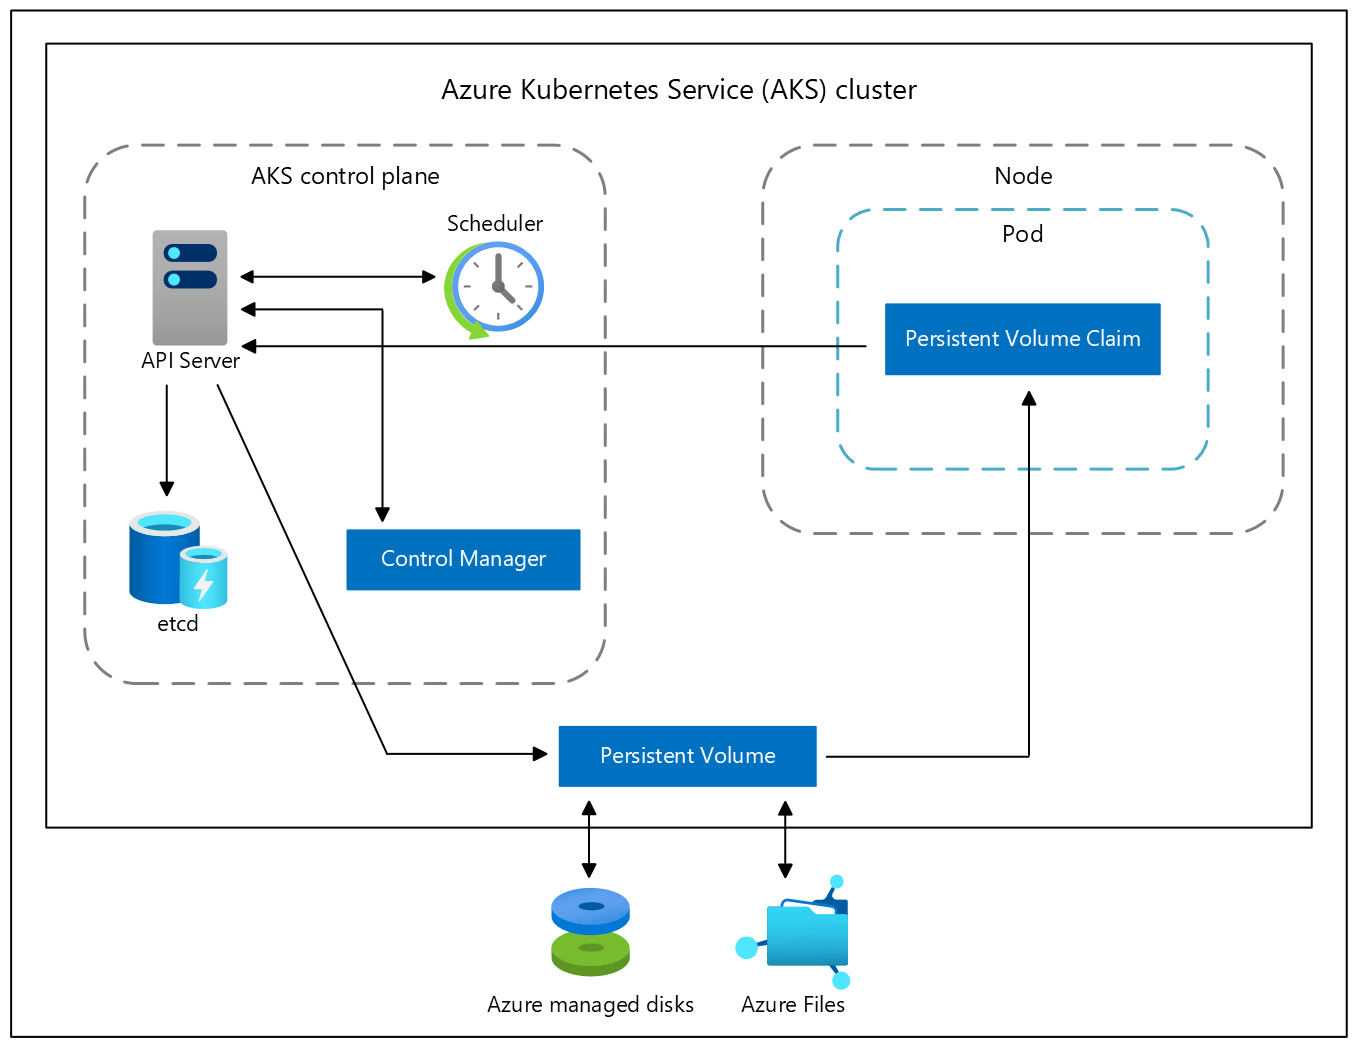 Azure Kubernetes Service (AKS) cluster
AKS control plane
Scheduler
API Server
etcd
Control Manager
Node
Pod
Persistent Volume Claim
Persistent Volume
Azure managed disks
Azure Files